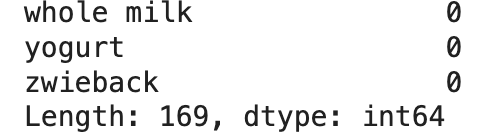 whole milk 0
yogurt 0
zwieback 0
Length: 169, dtype: int64